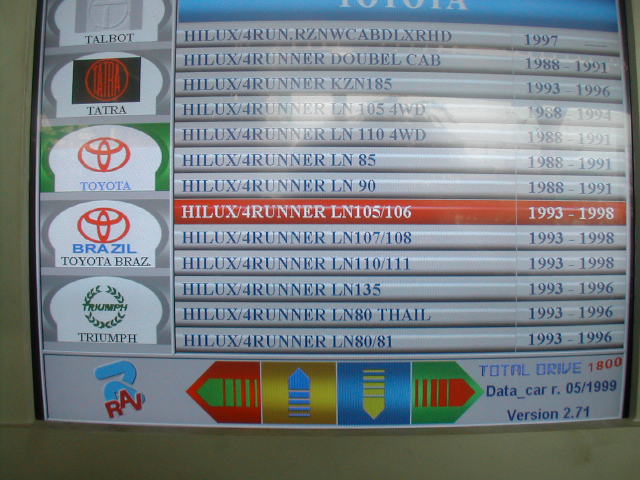 TOYOTA
TALBOT
TATRA
TATRA
TOYOTA
BRAZIL
TOYOTA BRAZ.
TRIUMPH
TRIUMPH
HILUX/4RUN.RZNWCABDLXRHD 1997
HILUX/4RUNNER DOUBEL CAB 1988 - 1991
HILUX/4RUNNER KZN185 1993 - 1996
HILUX/4RUNNER LN 105 4WD 1988 - 1994
HILUX/4RUNNER LN 110 4WD 1988 - 1991
HILUX/4RUNNER LN 85 1988 - 1991
HILUX/4RUNNER LN 90 1988 - 1991
HILUX/4RUNNER LN105/106 1993 - 1998
HILUX/4RUNNER LN107/108 1993 - 1998
HILUX/4RUNNER LN110/111 1993 - 1998
HILUX/4RUNNER LN135 1993 - 1996
HILUX/4RUNNER LN80 THAIL 1993 - 1996
HILUX/4RUNNER LN80/81 1993 - 1996
RAV
TOTAL DRIVE 1800
Data_car r. 05/1999
Version 2.71